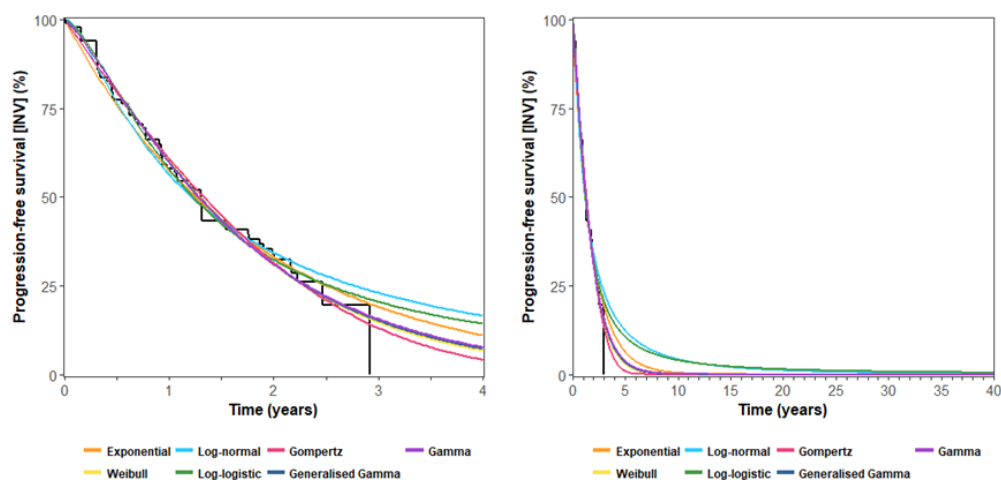 Progression-free survival [INV] (%)
100
75
50
25
0
0 1 2 3 4
Time (years)
Exponential Log-normal Gompertz Gamma
Weibull Log-logistic Generalised Gamma
Progression-free survival [INV] (%)
100
75
50
25
0
0 5 10 15 20 25 30 35 40
Time (years)
Exponential Log-normal Gompertz Gamma
Weibull Log-logistic Generalised Gamma